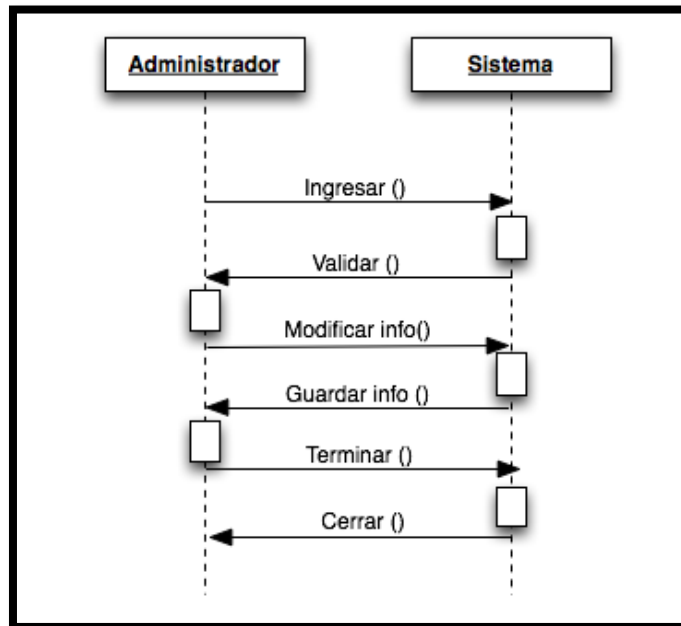 Administrador
Sistema
Ingresar ()
Validar ()
Modificar info()
Guardar info ()
Terminar ()
Cerrar ()